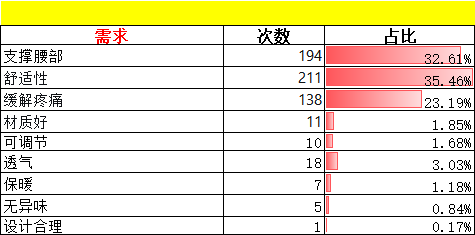 需求 次数 占比
支撑腰部 194 32.61%
舒适性 211 35.46%
缓解疼痛 138 23.19%
材质好 11 1.85%
可调节 10 1.68%
透气 18 3.03%
保暖 7 1.18%
无异味 5 0.84%
设计合理 1 0.17%